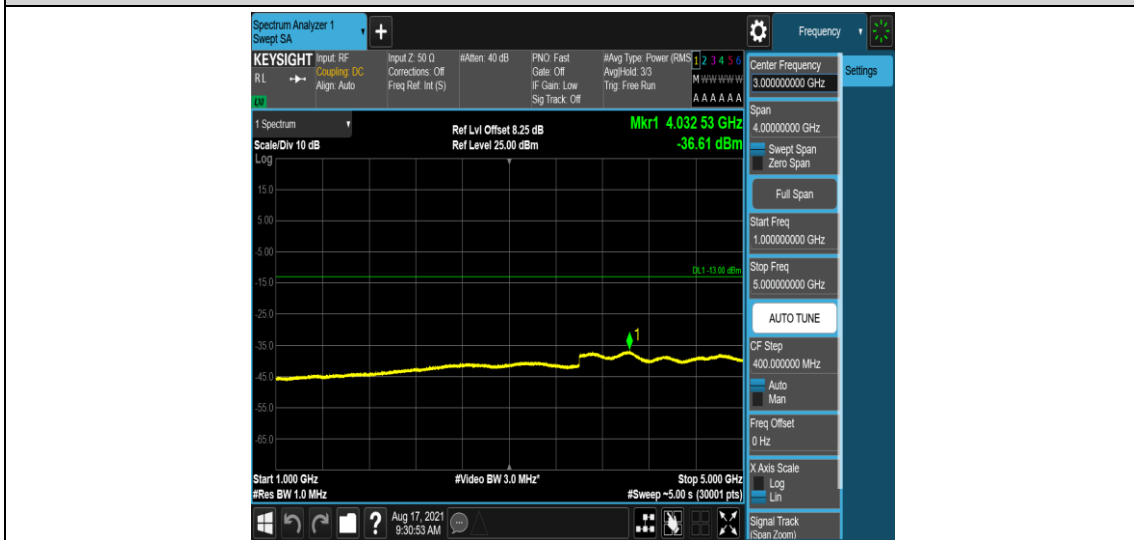 Spectrum Analyzer 1
Swept SA
Frequency
KEYSIGHT
RL
LXI
Input: RF
Coupling: DC
Align: Auto
Input Z: 50 Ω
Corrections: Off
Freq Ref: Int (S)
#Atten: 40 dB
PNO: Fast
Gate: Off
IF Gain: Low
Sig Track: Off
#Avg Type: Power (RMS
Avg|Hold: 3/3
Trig: Free Run
1 2 3 4 5 6
M W W W W W
A A A A A A
1 Spectrum
Scale/Div 10 dB
Ref Lvl Offset 8.25 dB
Ref Level 25.00 dBm
Mkr1 4.032 53 GHz
-36.61 dBm
Log
15.0
5.00
-5.00
-15.0
-25.0
-35.0
-45.0
-55.0
-65.0
DL1 -13.00 dBm
1
Start 1.000 GHz
#Res BW 1.0 MHz
#Video BW 3.0 MHz*
Stop 5.000 GHz
#Sweep ~5.00 s (30001 pts)
Center Frequency
3.000000000 GHz
Settings
Span
4.00000000 GHz
Swept Span
Zero Span
Full Span
Start Freq
1.000000000 GHz
Stop Freq
5.000000000 GHz
AUTO TUNE
CF Step
400.000000 MHz
Auto
Man
Freq Offset
0 Hz
X Axis Scale
Log
Lin
Signal Track
(Span Zoom)
?
Aug 17, 2021
9:30:53 AM